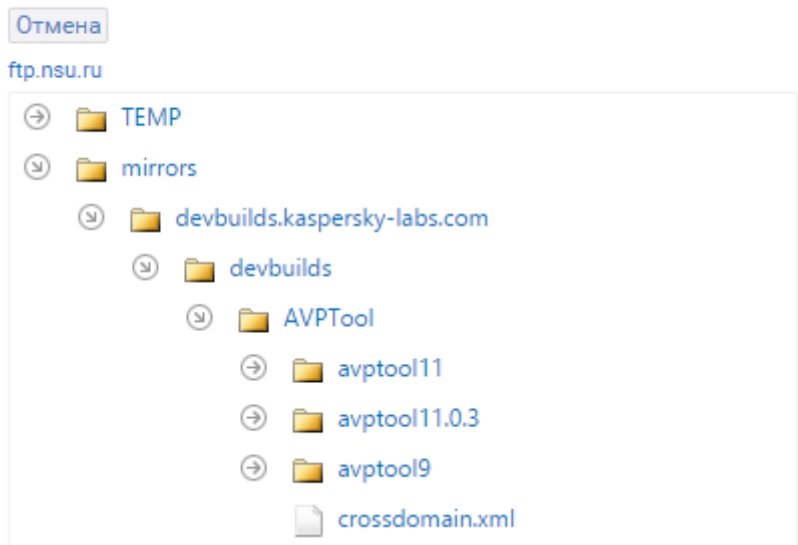 Отмена
ftp.nsu.ru
TEMP
mirrors
devbuilds.kaspersky-labs.com
devbuilds
AVPTool
avptool11
avptool11.0.3
avptool9
crossdomain.xml